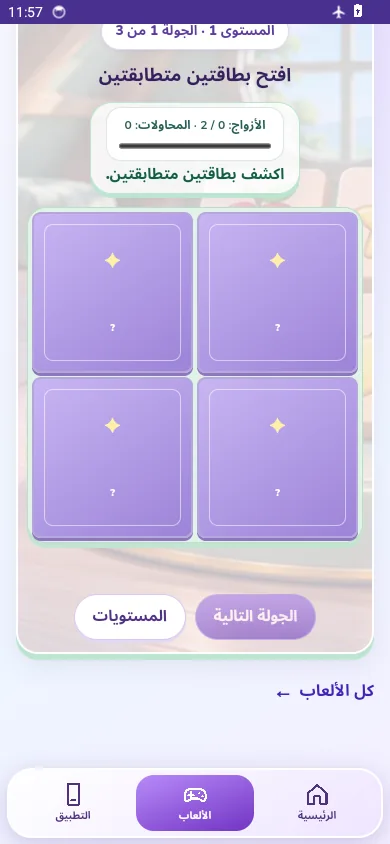 11:57
المستوى 1 · الجولة 1 من 3
افتح بطاقتين متطابقتين
الأزواج: 0 / 2 · المحاولات: 0
اكشف بطاقتين متطابقتين.
?
?
?
?
الجولة التالية
المستويات
كل الألعاب ←
الرئيسية
الألعاب
التطبيق